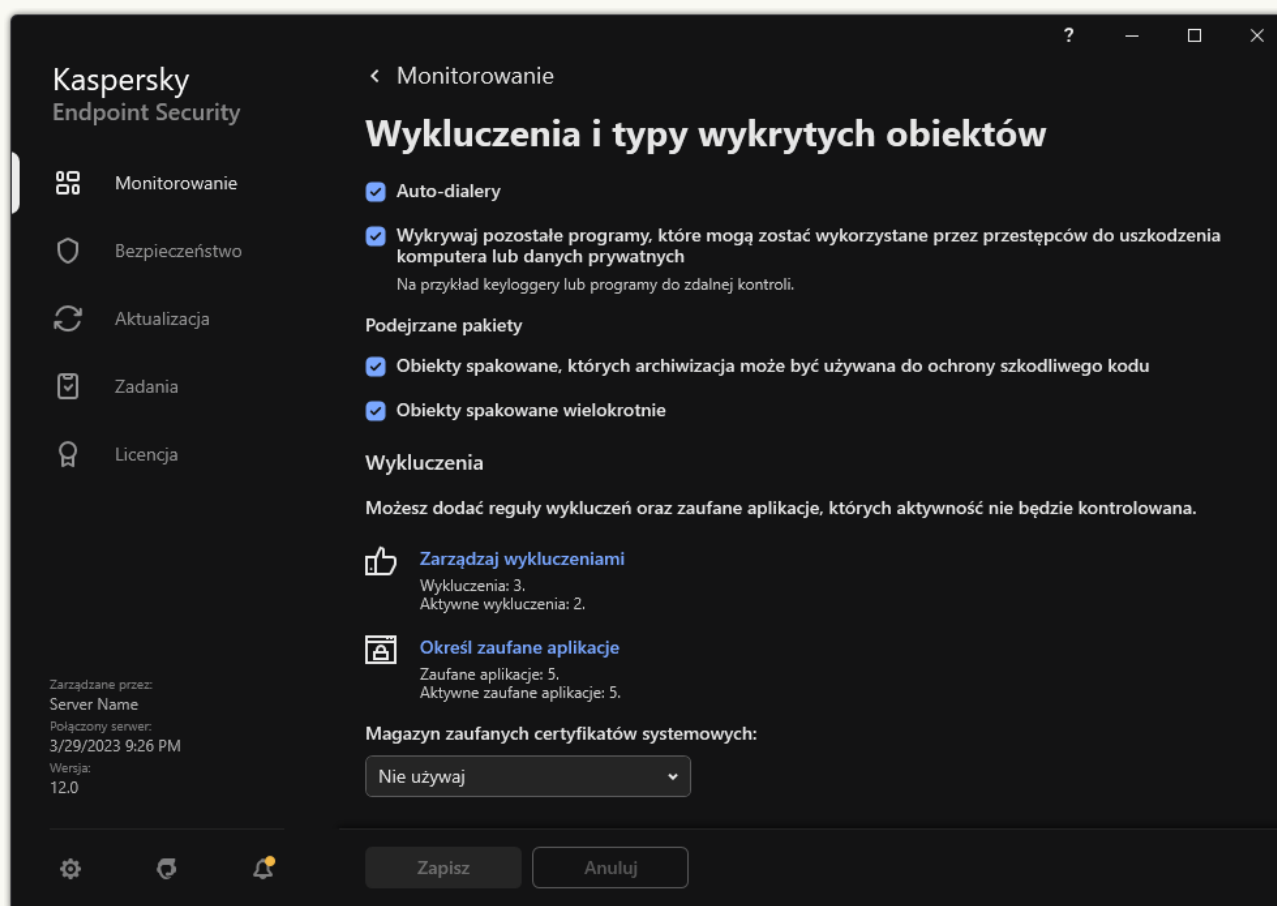 ?
Kaspersky
Endpoint Security
Monitorowanie
Bezpieczeństwo
Aktualizacja
Zadania
Licencja
Zarządzane przez:
Server Name
Połączony serwer:
3/29/2023 9:26 PM
Wersja:
12.0
Monitorowanie
Wykluczenia i typy wykrytych obiektów
Auto-dialery
Wykrywaj pozostałe programy, które mogą zostać wykorzystane przez przestępców do uszkodzenia
komputera lub danych prywatnych
Na przykład keyloggery lub programy do zdalnej kontroli.
Podejrzane pakiety
Obiekty spakowane, których archiwizacja może być używana do ochrony szkodliwego kodu
Obiekty spakowane wielokrotnie
Wykluczenia
Możesz dodać reguły wykluczeń oraz zaufane aplikacje, których aktywność nie będzie kontrolowana.
Zarządzaj wykluczeniami
Wykluczenia: 3.
Aktywne wykluczenia: 2.
Określ zaufane aplikacje
Zaufane aplikacje: 5.
Aktywne zaufane aplikacje: 5.
Magazyn zaufanych certyfikatów systemowych:
Nie używaj
Zapisz
Anuluj